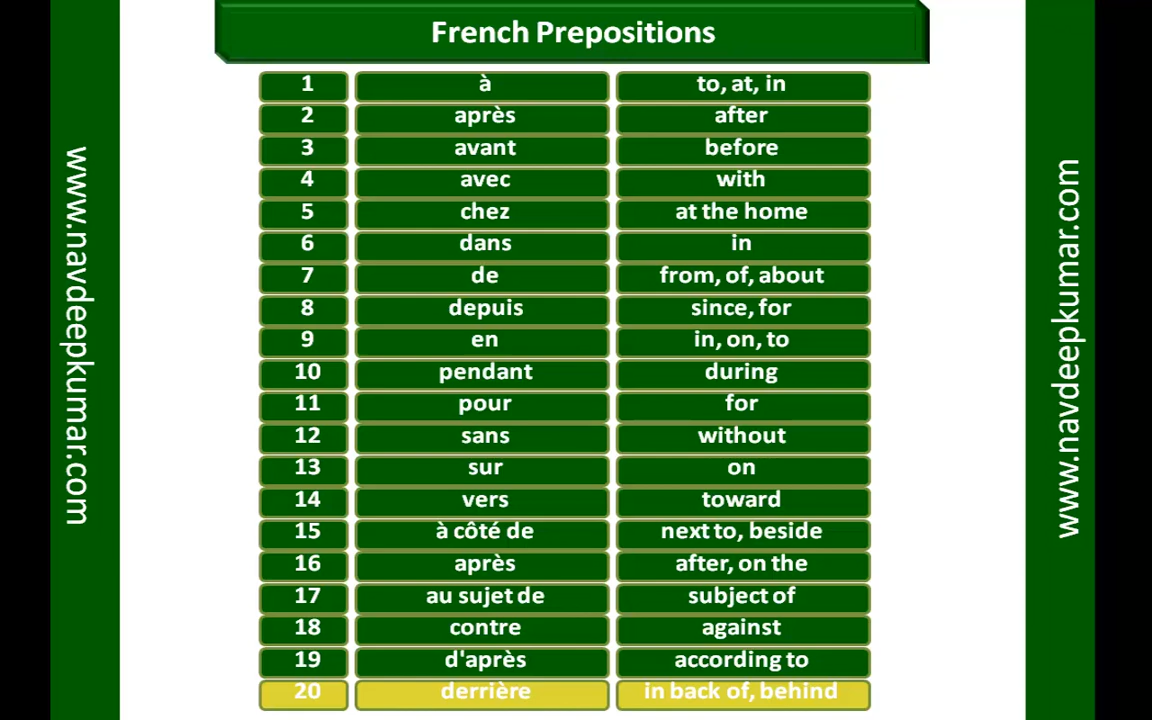 French Prepositions
1 à to, at, in
2 après after
3 avant before
4 avec with
5 chez at the home
6 dans in
7 de from, of, about
8 depuis since, for
9 en in, on, to
10 pendant during
11 pour for
12 sans without
13 sur on
14 vers toward
15 à côté de next to, beside
16 après after, on the
17 au sujet de subject of
18 contre against
19 d'après according to
20 derrière in back of, behind
www.navdeepkumar.com
www.navdeepkumar.com